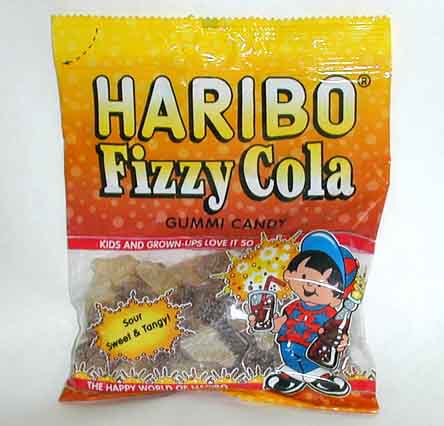 HARIBO®
Fizzy Cola
GUMMI CANDY
KIDS AND GROWN-UPS LOVE IT SO
Sour
Sweet & Tangy!
THE HAPPY WORLD OF HARIBO